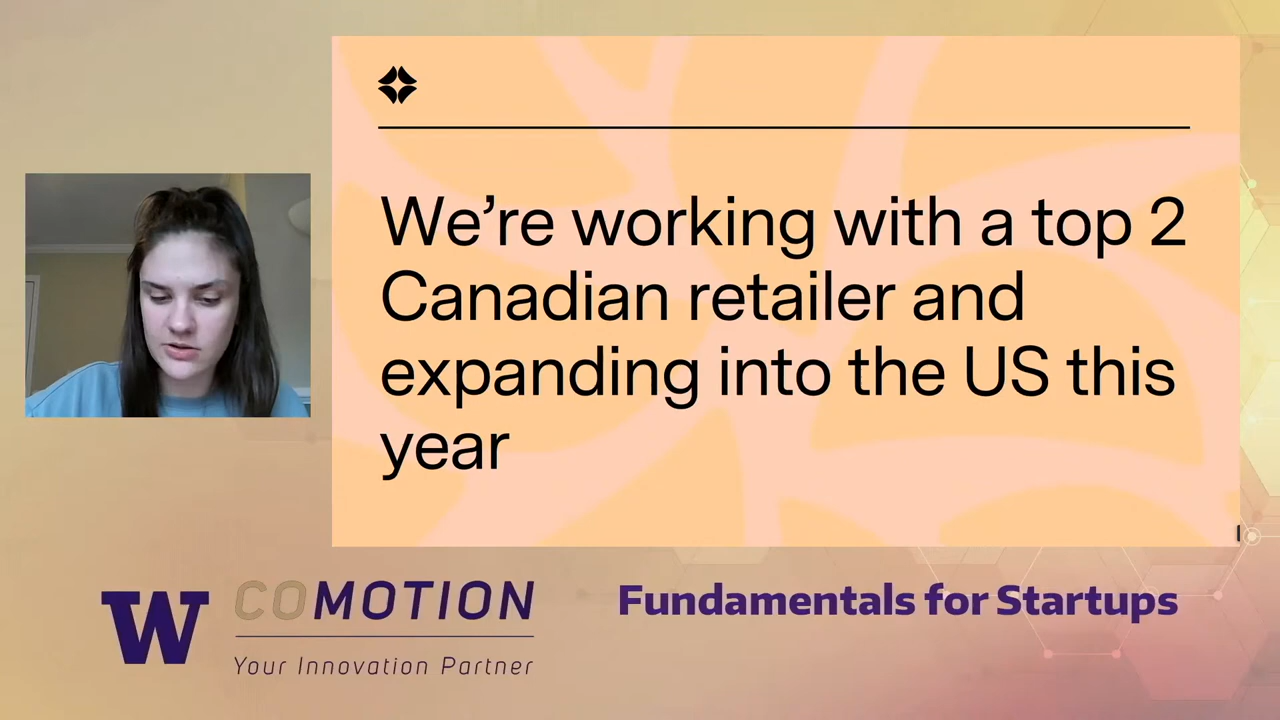 We’re working with a top 2
Canadian retailer and
expanding into the US this
year
W
COMOTION
Your Innovation Partner
Fundamentals for Startups